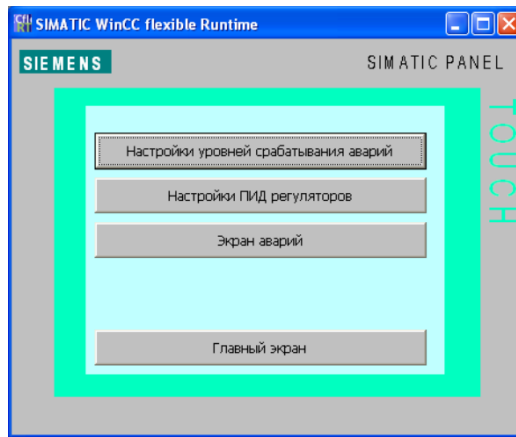 SIMATIC WinCC flexible Runtime
SIEMENS
SIMATIC PANEL
TOUCH
Настройки уровней срабатывания аварий
Настройки ПИД регуляторов
Экран аварий
Главный экран